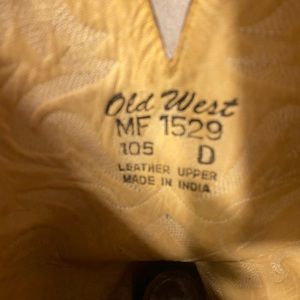 Old West
MF 1529
105 D
LEATHER UPPER
MADE IN INDIA